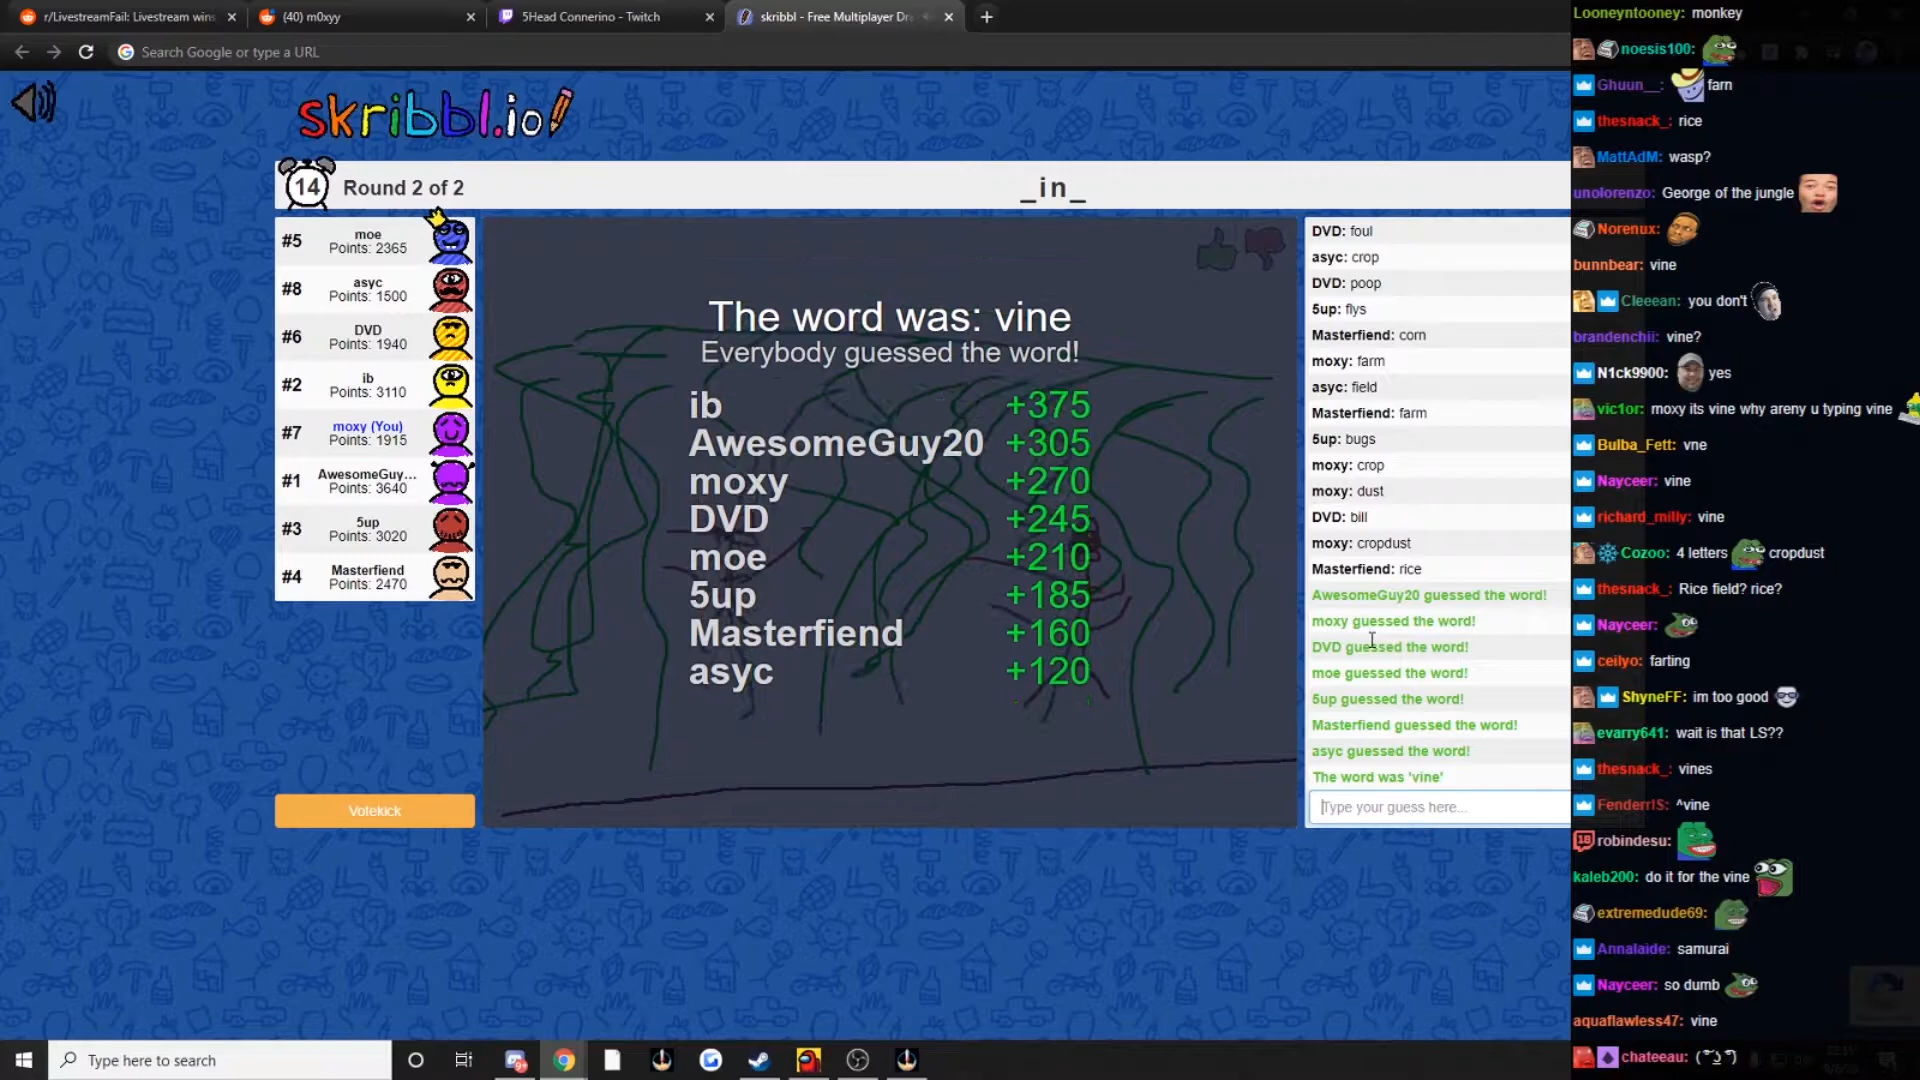 r/LivestreamFail: Livestream wins
(40) m0xyy
5Head Connerino - Twitch
skribbl - Free Multiplayer Dr
Search Google or type a URL
skribbl.io
14
Round 2 of 2
_in_
#5
moe
Points: 2365
#8
asyc
Points: 1500
#6
DVD
Points: 1940
#2
ib
Points: 3110
#7
moxy (You)
Points: 1915
#1
AwesomeGuy...
Points: 3640
#3
5up
Points: 3020
#4
Masterfiend
Points: 2470
Votekick
The word was: vine
Everybody guessed the word!
ib +375
AwesomeGuy20 +305
moxy +270
DVD +245
moe +210
5up +185
Masterfiend +160
asyc +120
DVD: foul
asyc: crop
DVD: poop
5up: flys
Masterfiend: corn
moxy: farm
asyc: field
Masterfiend: farm
5up: bugs
moxy: crop
moxy: dust
DVD: bill
moxy: cropdust
Masterfiend: rice
AwesomeGuy20 guessed the word!
moxy guessed the word!
DVD guessed the word!
moe guessed the word!
5up guessed the word!
Masterfiend guessed the word!
asyc guessed the word!
The word was 'vine'
Type your guess here...
Looneyntooney: monkey
noesis100:
Ghuun__: farn
thesnack_: rice
MattAdM: wasp?
unolorenzo: George of the jungle
Norenux:
bunnbear: vine
Cleeean: you don't
brandenchii: vine?
N1ck9900: yes
vic1or: moxy its vine why areny u typing vine
Bulba_Fett: vne
Nayceer: vine
richard_milly: vine
Cozoo: 4 letters cropdust
thesnack_: Rice field? rice?
Nayceer:
ceilyo: farting
ShyneFF: im too good
evarry641: wait is that LS??
thesnack_: vines
FenderrIS: ^vine
robindesu:
kaleb200: do it for the vine
extremedude69:
Annalaide: samurai
Nayceer: so dumb
aquaflawless47: vine
chateeau: ( ͡° ͜ʖ ͡°)
Type here to search